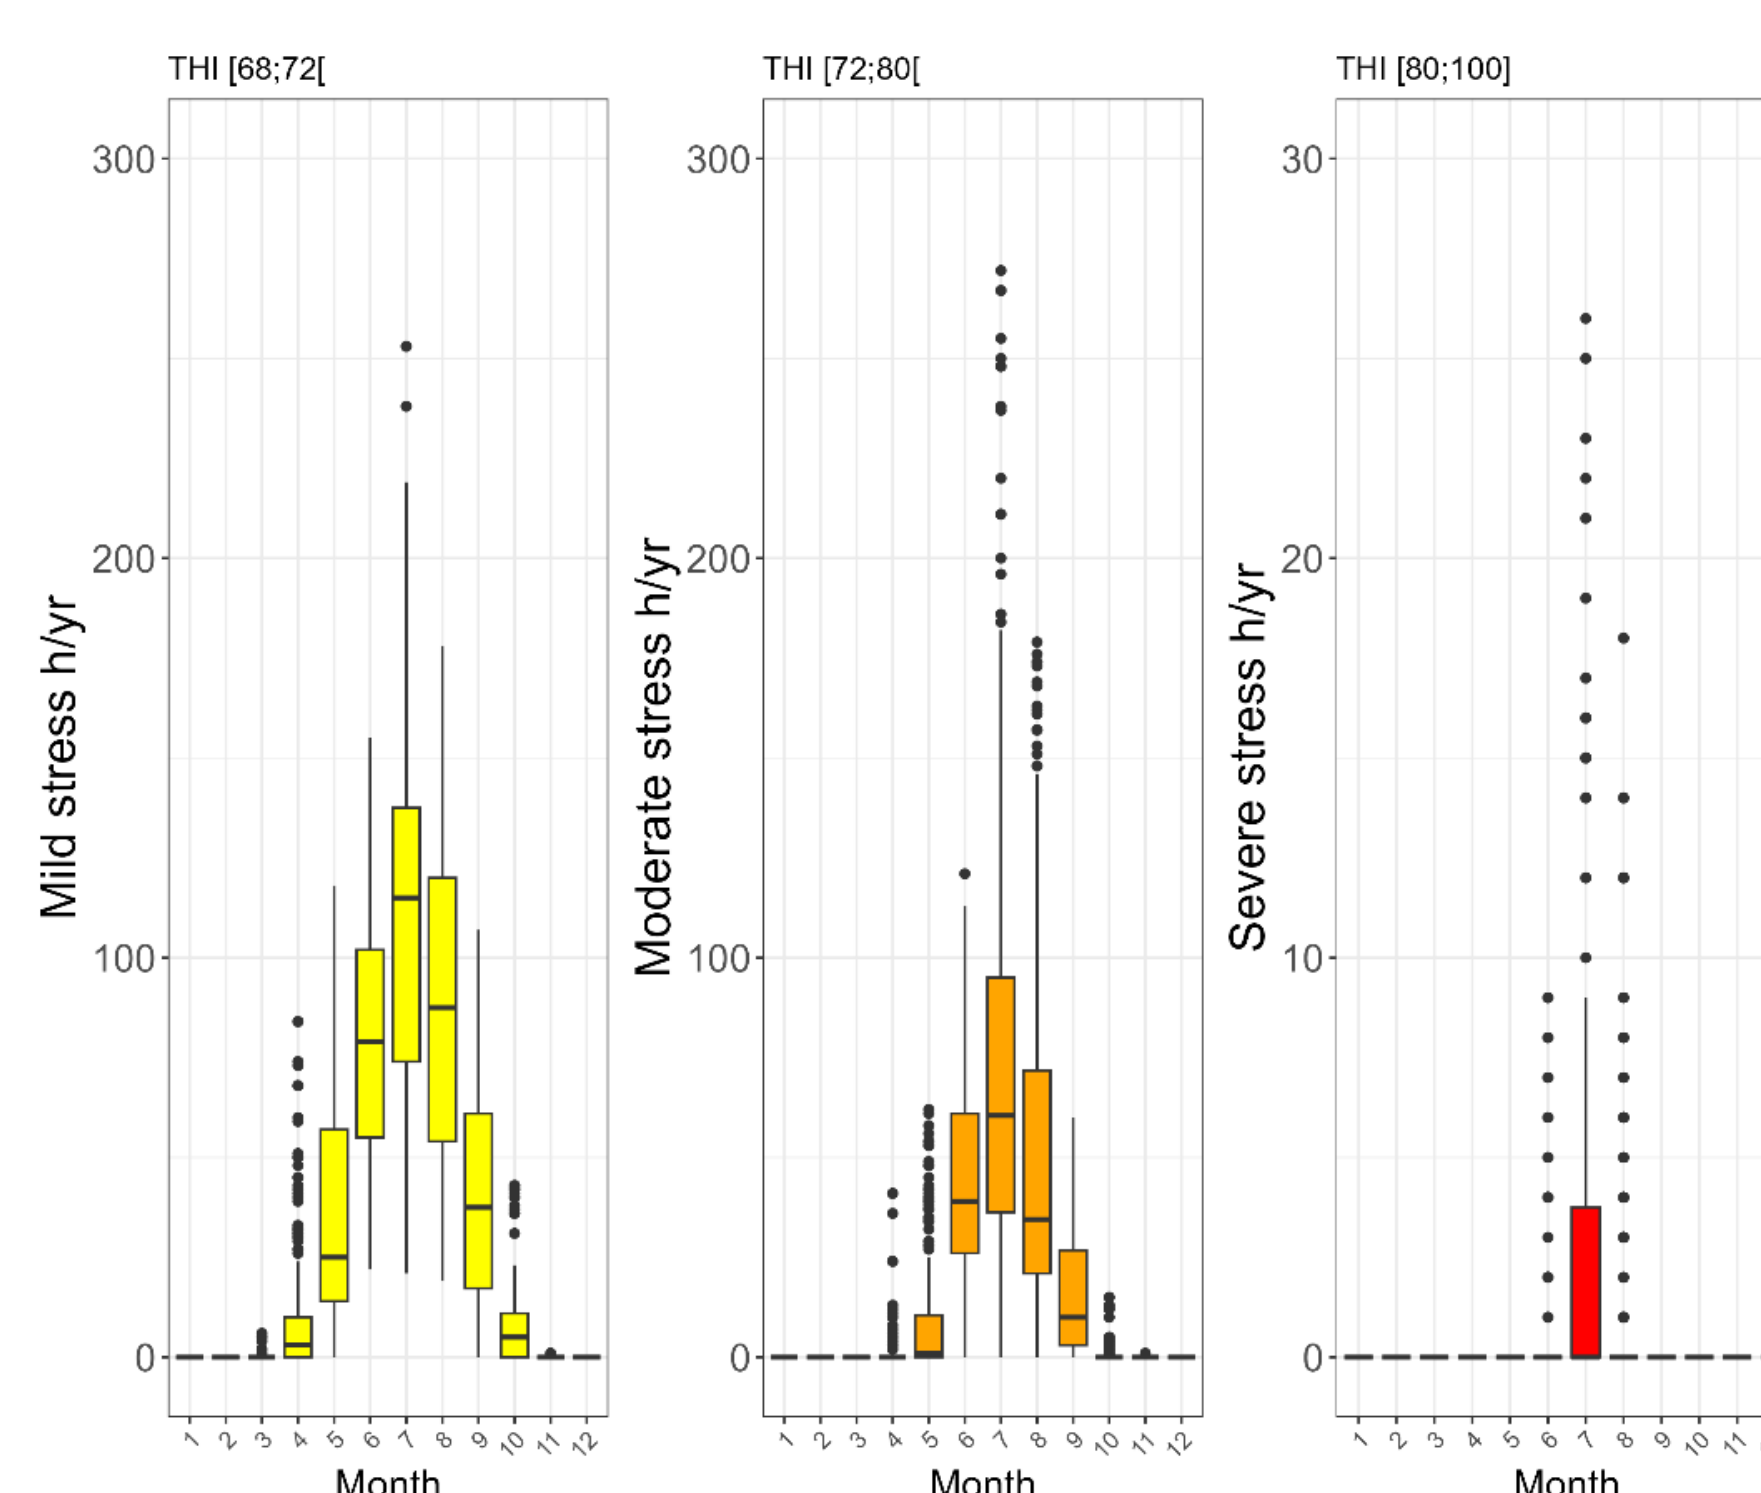 THI [68;72[
THI [72;80[
THI [80;100]
Mild stress h/yr
300
200
100
0
1 2 3 4 5 6 7 8 9 10 11 12
Month
Moderate stress h/yr
300
200
100
0
1 2 3 4 5 6 7 8 9 10 11 12
Month
Severe stress h/yr
30
20
10
0
1 2 3 4 5 6 7 8 9 10 11
Month